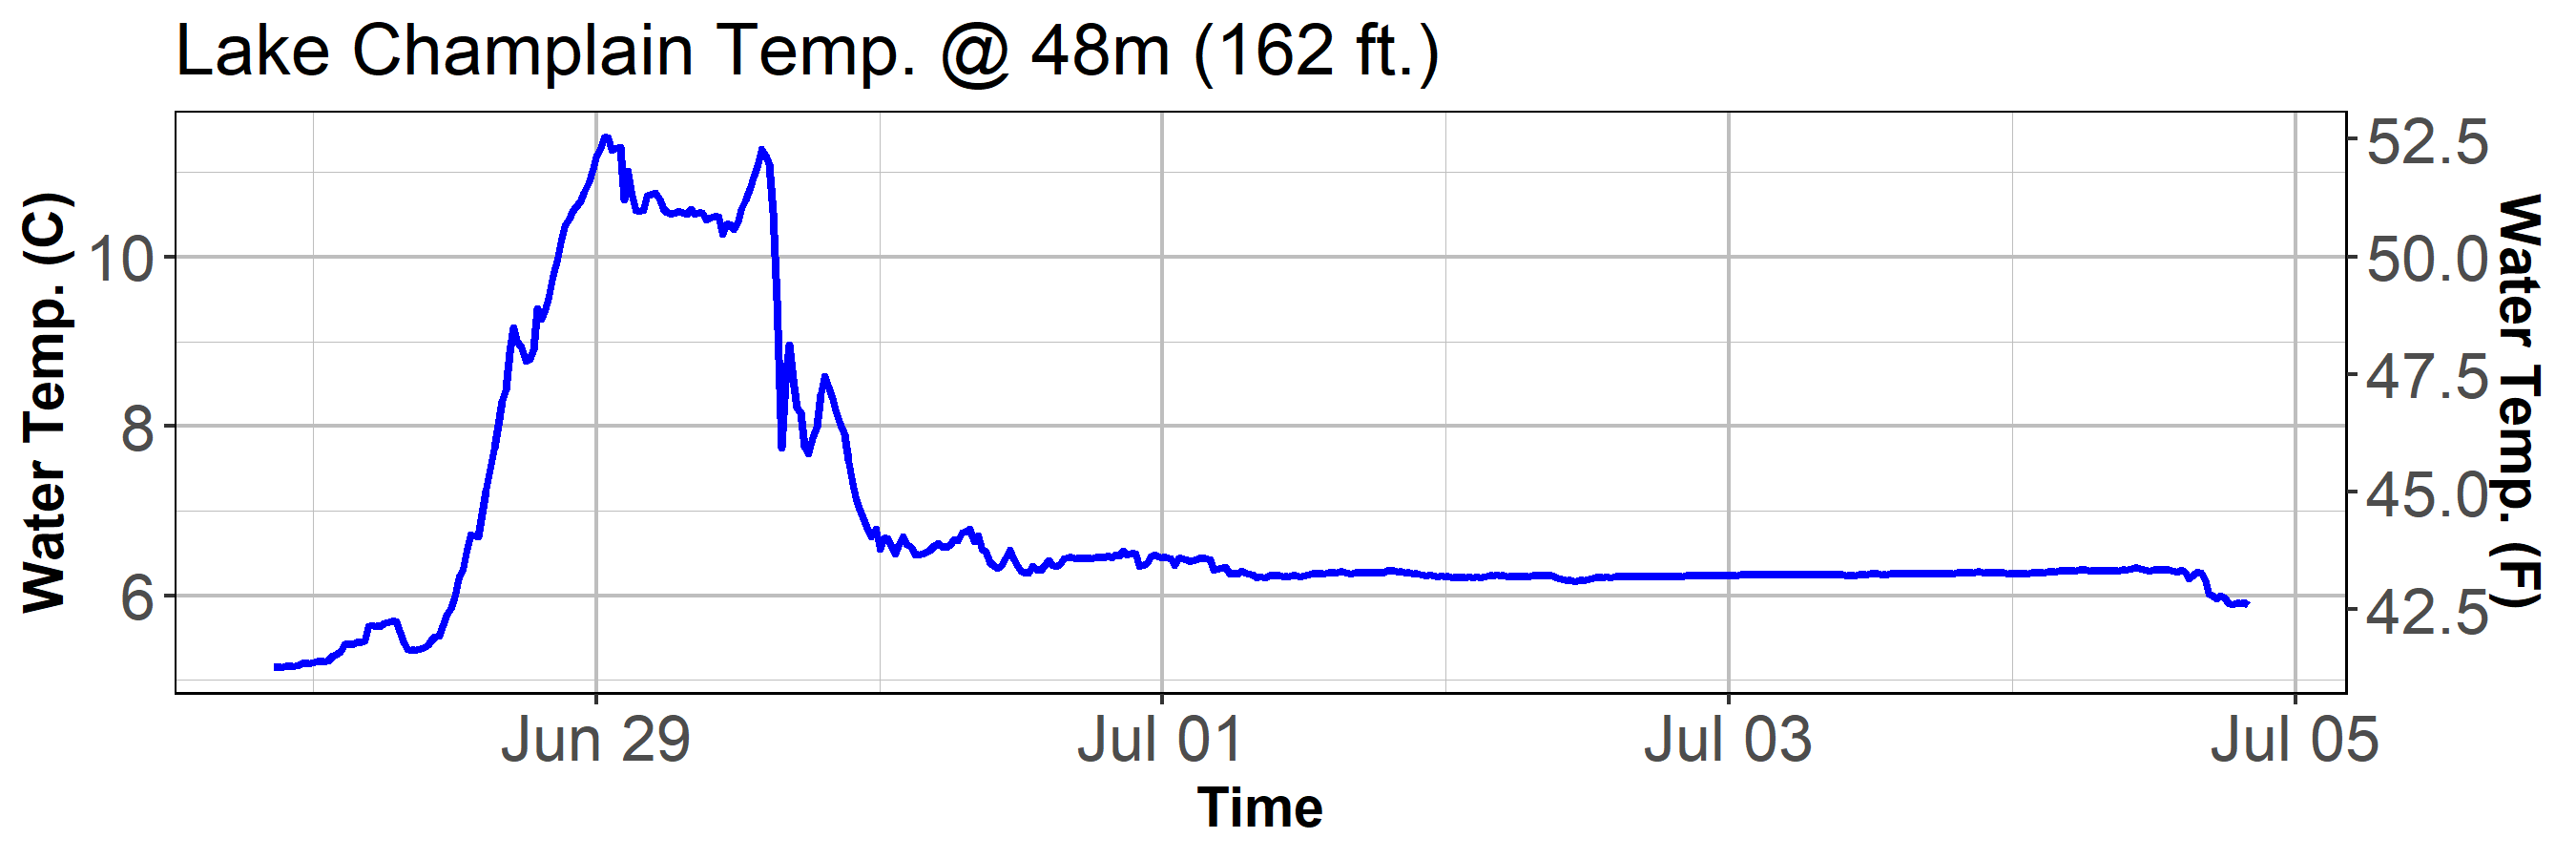 Lake Champlain Temp. @ 48m (162 ft.)
Water Temp. (C)
10
8
6
52.5
50.0
47.5
45.0
42.5
Water Temp. (F)
Jun 29
Jul 01
Jul 03
Jul 05
Time